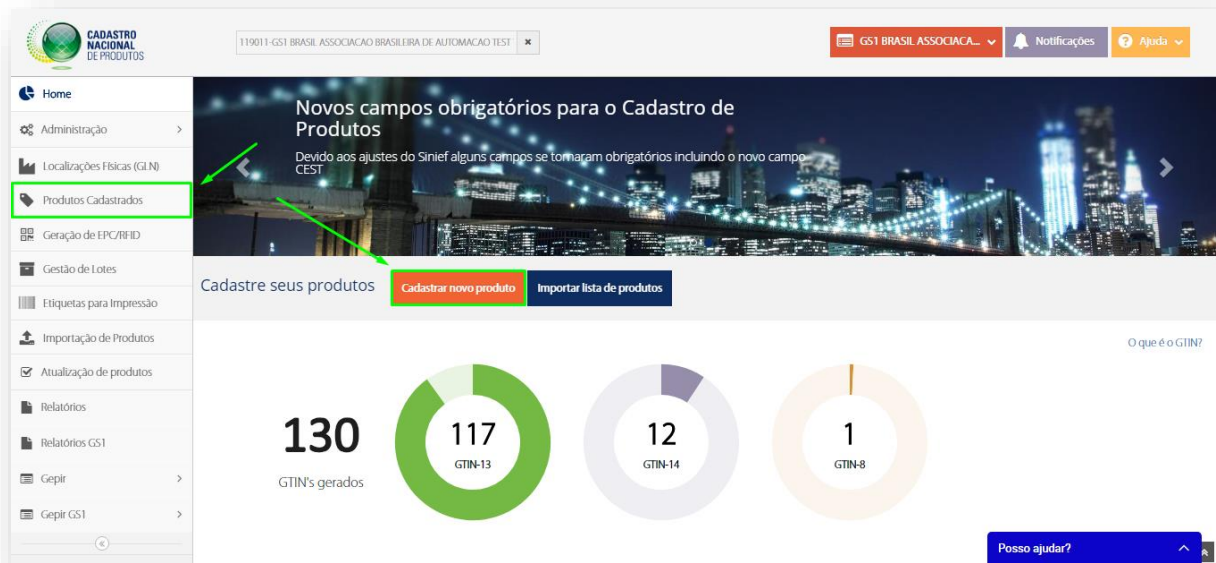 CADASTRO
NACIONAL
DE PRODUTOS
119011-GS1 BRASIL ASSOCIACAO BRASILEIRA DE AUTOMACAO TEST
GS1 BRASIL ASSOCIACA...
Notificações
Ajuda
Home
Administração
Localizações Físicas (GLN)
Produtos Cadastrados
Geração de EPC/RFID
Gestão de Lotes
Etiquetas para Impressão
Importação de Produtos
Atualização de produtos
Relatórios
Relatórios GS1
Gepir
Gepir GS1
Novos campos obrigatórios para o Cadastro de
Produtos
Devido aos ajustes do Sinief alguns campos se tornaram obrigatórios incluindo o novo campo
CEST
Cadastre seus produtos
Cadastrar novo produto
Importar lista de produtos
O que é o GTIN?
130
GTIN's gerados
117
GTIN-13
12
GTIN-14
1
GTIN-8
Posso ajudar?